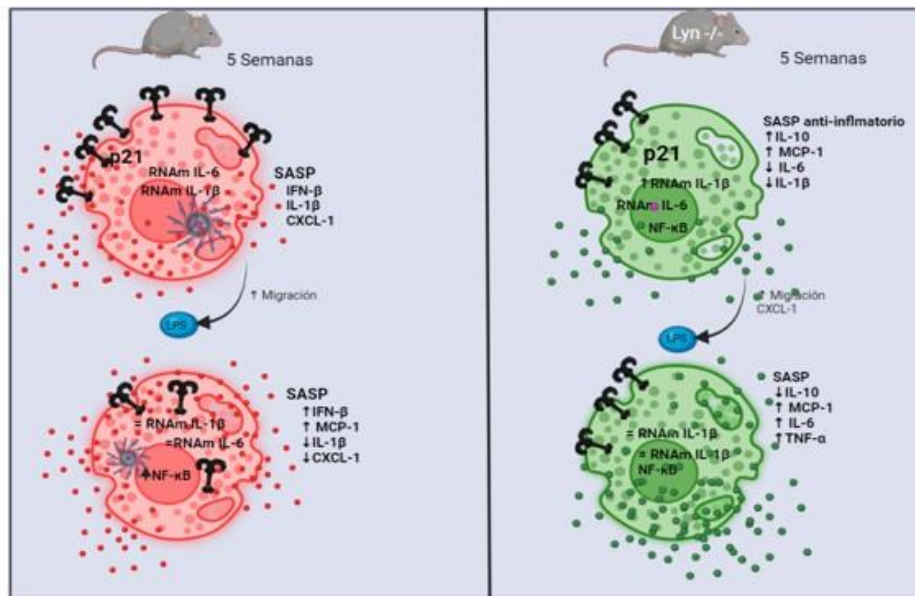 5 Semanas
p21
RNAm IL-6
RNAm IL-1β
SASP
IFN-β
IL-1β
CXCL-1
↑ Migración
LPS
= RNAm IL-1β
=RNAm IL-6
↑NF-κB
SASP
↑IFN-β
↑ MCP-1
↓IL-1β
↓CXCL-1
Lyn -/-
5 Semanas
p21
↑RNAm IL-1β
RNAm IL-6
NF-κB
SASP anti-inflmatorio
↑IL-10
↑ MCP-1
↓ IL-6
↓IL-1β
↑ Migración
CXCL-1
LPS
= RNAm IL-1β
= RNAm IL-1β
NF-κB
SASP
↓IL-10
↑ MCP-1
↑ IL-6
↑TNF-α